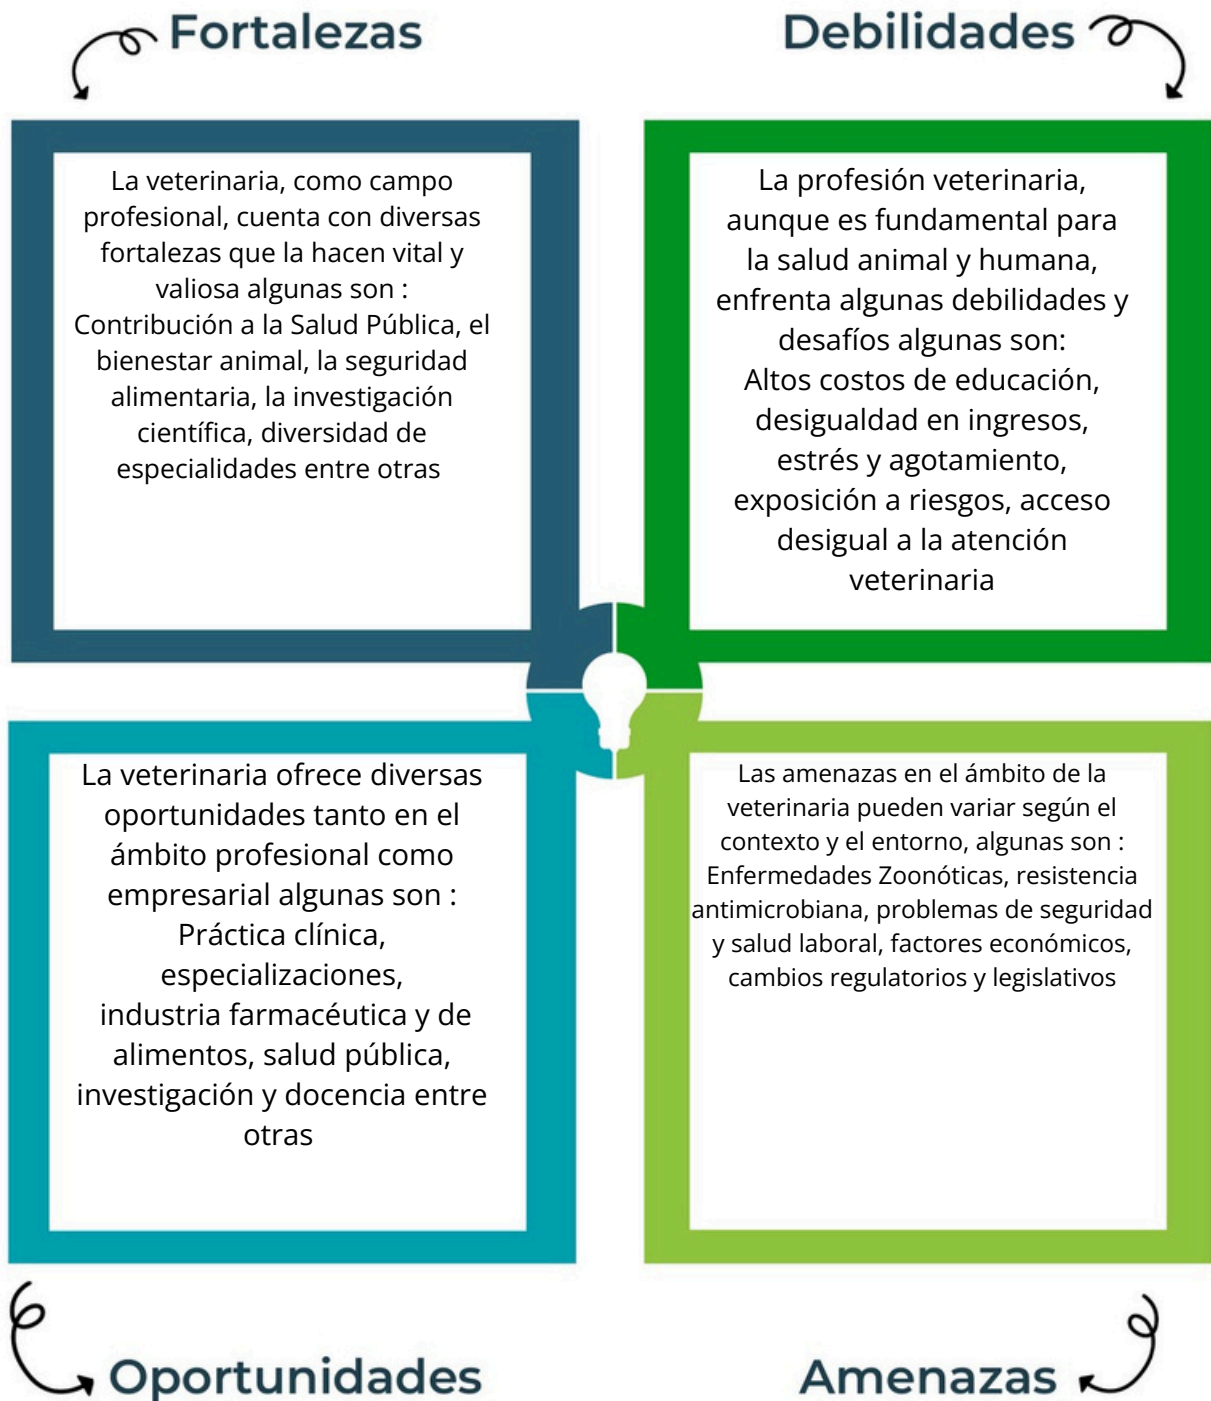 Fortalezas
La veterinaria, como campo
profesional, cuenta con diversas
fortalezas que la hacen vital y
valiosa algunas son :
Contribución a la Salud Pública, el
bienestar animal, la seguridad
alimentaria, la investigación
científica, diversidad de
especialidades entre otras
Debilidades
La profesión veterinaria,
aunque es fundamental para
la salud animal y humana,
enfrenta algunas debilidades y
desafíos algunas son:
Altos costos de educación,
desigualdad en ingresos,
estrés y agotamiento,
exposición a riesgos, acceso
desigual a la atención
veterinaria
La veterinaria ofrece diversas
oportunidades tanto en el
ámbito profesional como
empresarial algunas son :
Práctica clínica,
especializaciones,
industria farmacéutica y de
alimentos, salud pública,
investigación y docencia entre
otras
Oportunidades
Las amenazas en el ámbito de la
veterinaria pueden variar según el
contexto y el entorno, algunas son :
Enfermedades Zoonóticas, resistencia
antimicrobiana, problemas de seguridad
y salud laboral, factores económicos,
cambios regulatorios y legislativos
Amenazas